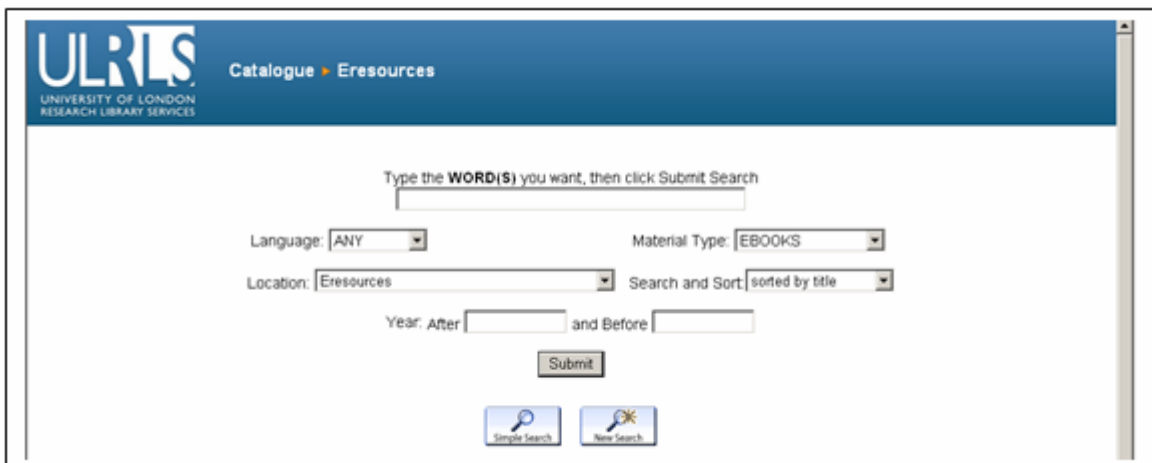 ULRLS
UNIVERSITY OF LONDON
RESEARCH LIBRARY SERVICES
Catalogue ▸ Eresources
Type the WORD(S) you want, then click Submit Search
Language: ANY Material Type: EBOOKS
Location: Eresources Search and Sort: sorted by title
Year: After and Before
Submit
Simple Search New Search